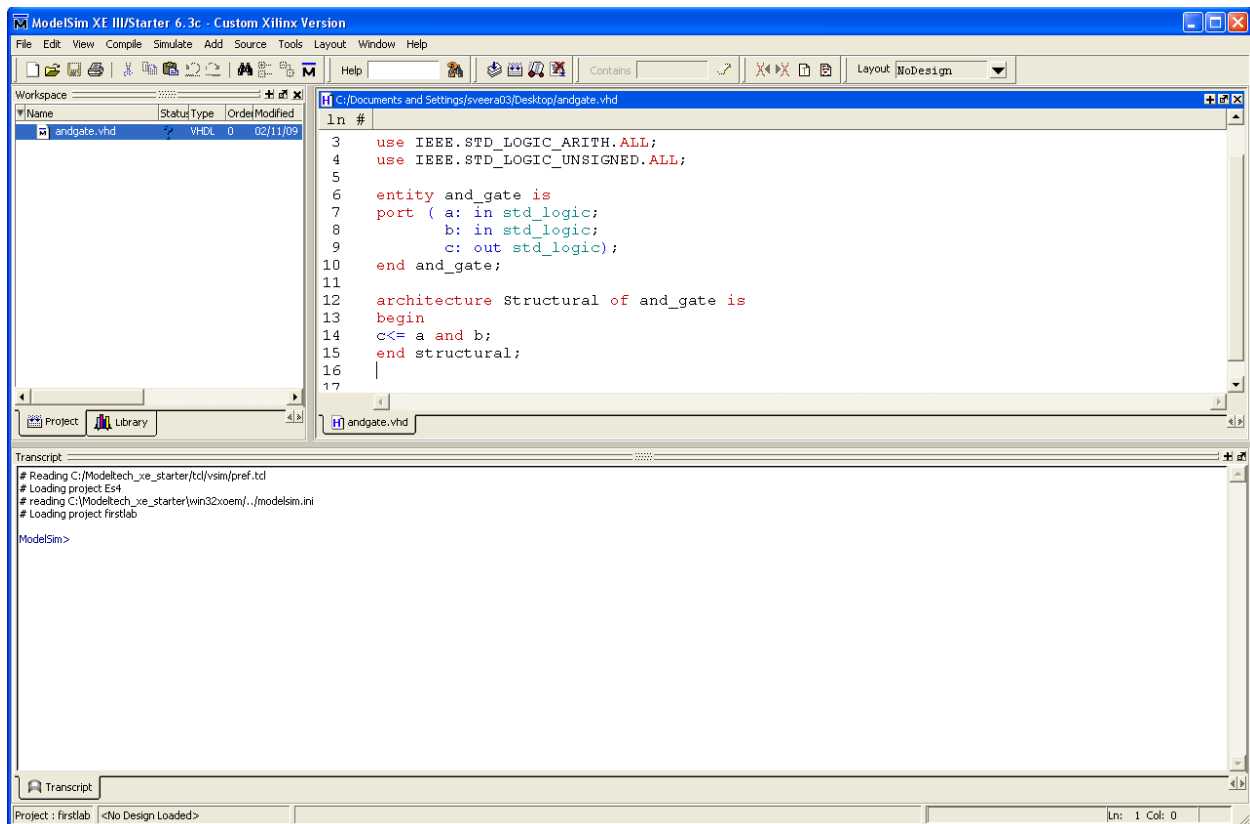 ModelSim XE III/Starter 6.3c - Custom Xilinx Version
File Edit View Compile Simulate Add Source Tools Layout Window Help
Help Contains Layout NoDesign
Workspace
Name Status Type Order Modified
andgate.vhd ? VHDL 0 02/11/09
Project Library
C:/Documents and Settings/sveera03/Desktop/andgate.vhd
ln #
3 use IEEE.STD_LOGIC_ARITH.ALL;
4 use IEEE.STD_LOGIC_UNSIGNED.ALL;
5
6 entity and_gate is
7 port ( a: in std_logic;
8 b: in std_logic;
9 c: out std_logic);
10 end and_gate;
11
12 architecture Structural of and_gate is
13 begin
14 c<= a and b;
15 end structural;
16
17
andgate.vhd
Transcript
# Reading C:/Modeltech_xe_starter/tcl/vsim/pref.tcl
# Loading project Es4
# reading C:\Modeltech_xe_starter\win32xoem/../modelsim.ini
# Loading project firstlab
ModelSim>
Transcript
Project : firstlab <No Design Loaded> Ln: 1 Col: 0